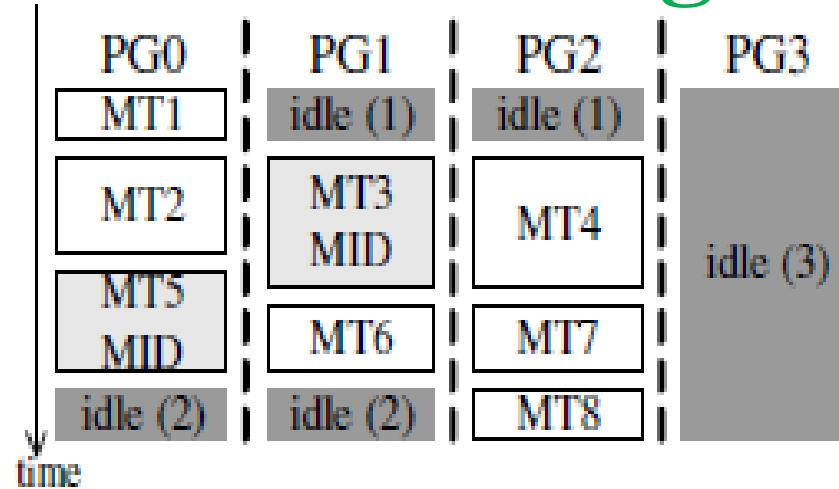 PG0 PG1 PG2 PG3
MT1 idle (1) idle (1)
MT2 MT3 MID MT4 idle (3)
MT5 MID MT6 MT7
idle (2) idle (2) MT8
time